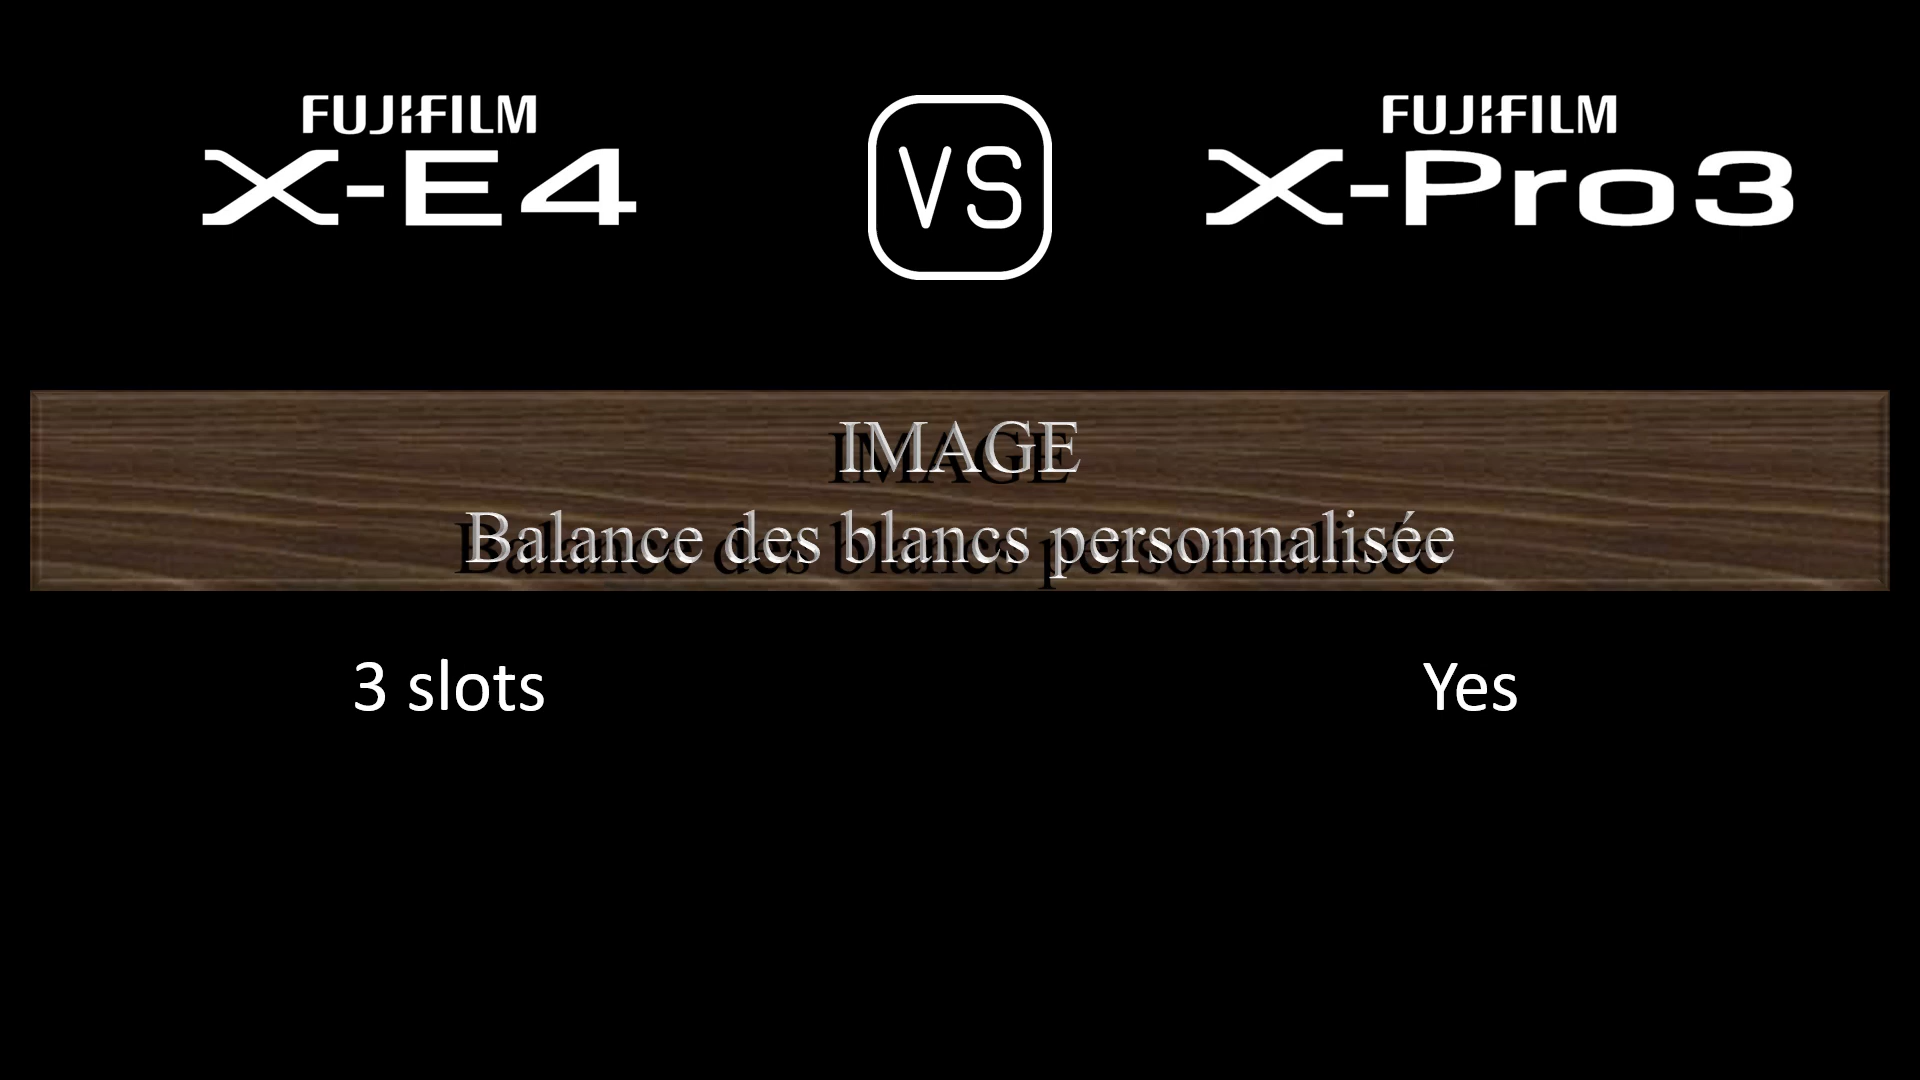 FUJIFILM
X-E4
VS
FUJIFILM
X-Pro3
IMAGE
Balance des blancs personnalisée
3 slots
Yes